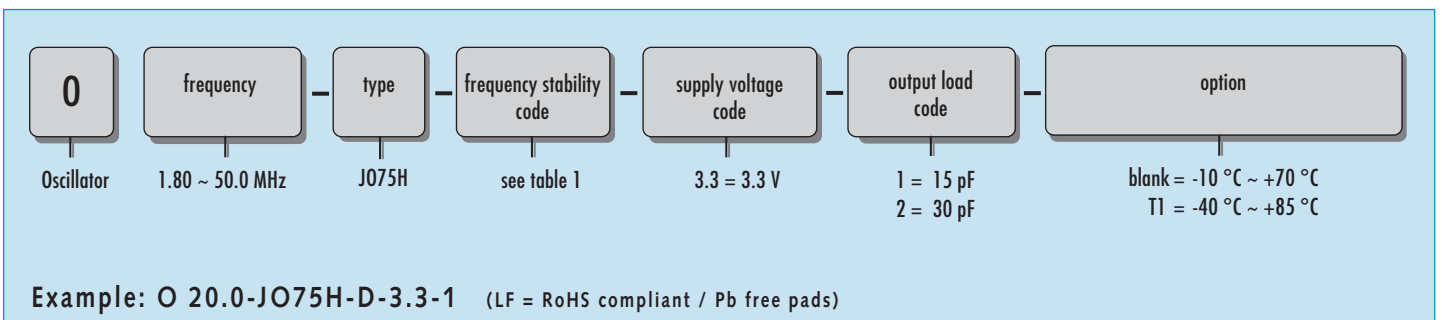 O
frequency
–
type
–
frequency stability
code
–
supply voltage
code
–
output load
code
–
option
Oscillator
1.80 ~ 50.0 MHz
JO75H
see table 1
3.3 = 3.3 V
1 = 15 pF
2 = 30 pF
blank = -10 °C ~ +70 °C
T1 = -40 °C ~ +85 °C
Example: O 20.0-JO75H-D-3.3-1 (LF = RoHS compliant / Pb free pads)